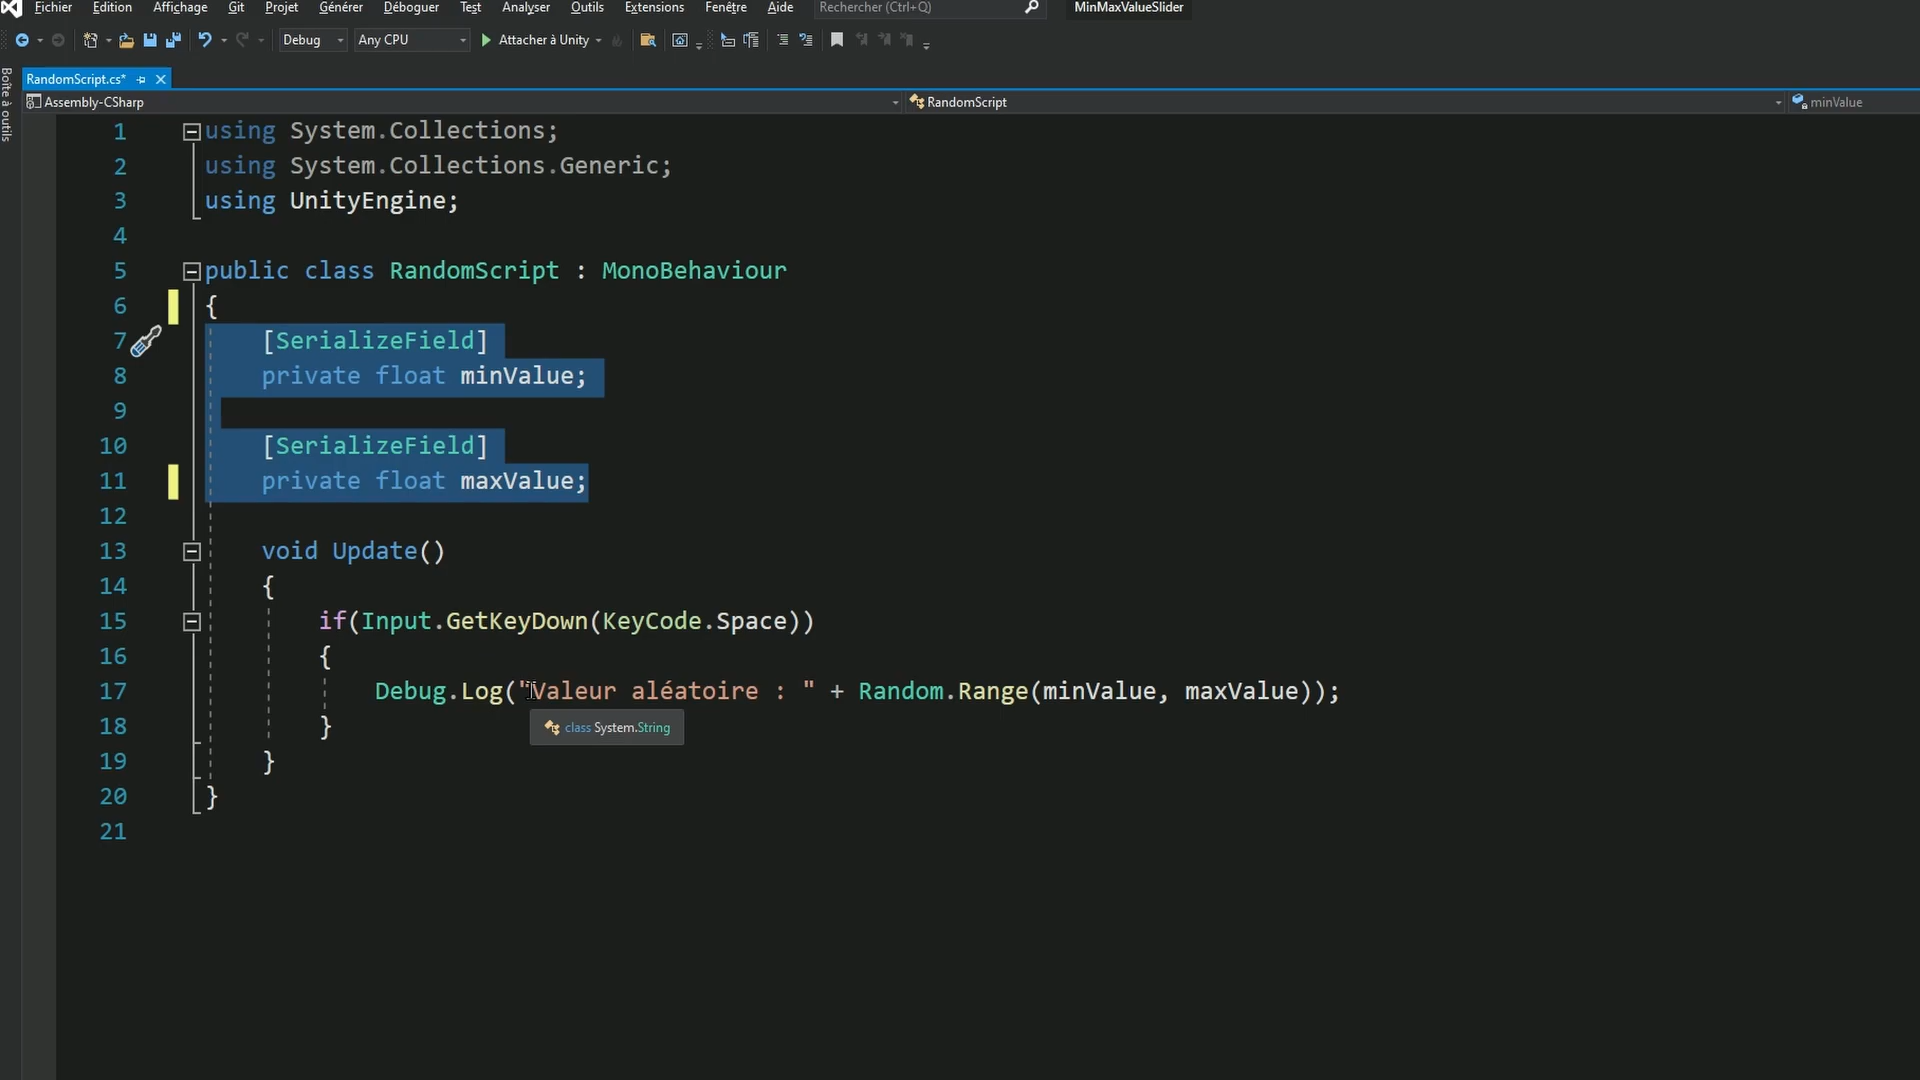 Fichier Edition Affichage Git Projet Générer Déboguer Test Analyser Outils Extensions Fenêtre Aide Rechercher (Ctrl+Q) MinMaxValueSlider
Debug Any CPU Attacher à Unity
Boîte à outils
RandomScript.cs*
Assembly-CSharp RandomScript minValue
1 using System.Collections;
2 using System.Collections.Generic;
3 using UnityEngine;
4
5 public class RandomScript : MonoBehaviour
6 {
7 [SerializeField]
8 private float minValue;
9
10 [SerializeField]
11 private float maxValue;
12
13 void Update()
14 {
15 if(Input.GetKeyDown(KeyCode.Space))
16 {
17 Debug.Log("Valeur aléatoire : " + Random.Range(minValue, maxValue));
18 }
class System.String
19 }
20 }
21